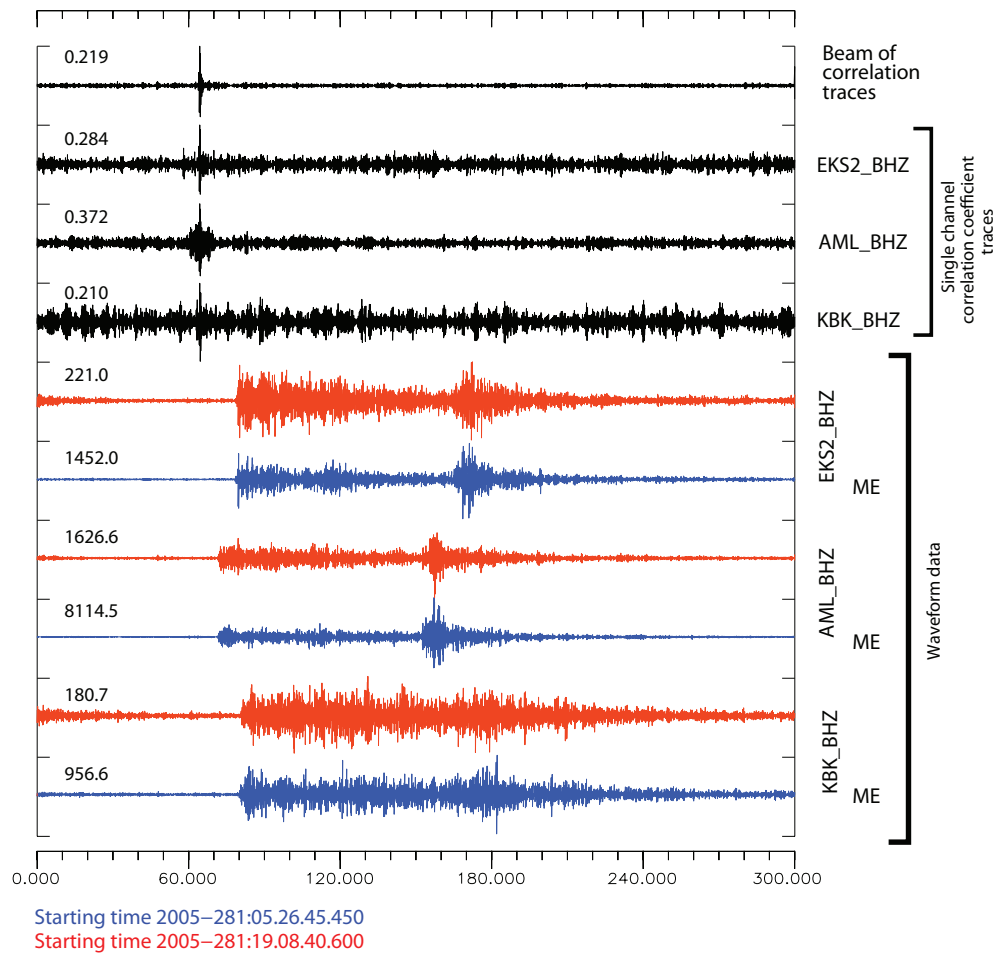 0.219
Beam of
correlation
traces
0.284
EKS2_BHZ
0.372
AML_BHZ
0.210
KBK_BHZ
Single channel
correlation coefficient
traces
221.0
EKS2_BHZ
1452.0
ME
1626.6
AML_BHZ
8114.5
ME
180.7
KBK_BHZ
956.6
ME
Waveform data
0.000 60.000 120.000 180.000 240.000 300.000
Starting time 2005−281:05.26.45.450
Starting time 2005−281:19.08.40.600